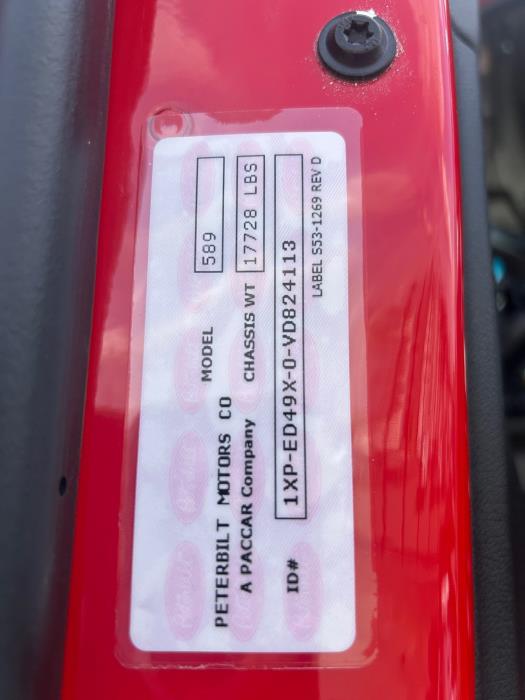 MODEL 589
PETERBILT MOTORS CO
A PACCAR Company CHASSIS WT 17728 LBS
ID# 1XP-ED49X-0-VD824113
LABEL S53-1269 REV D